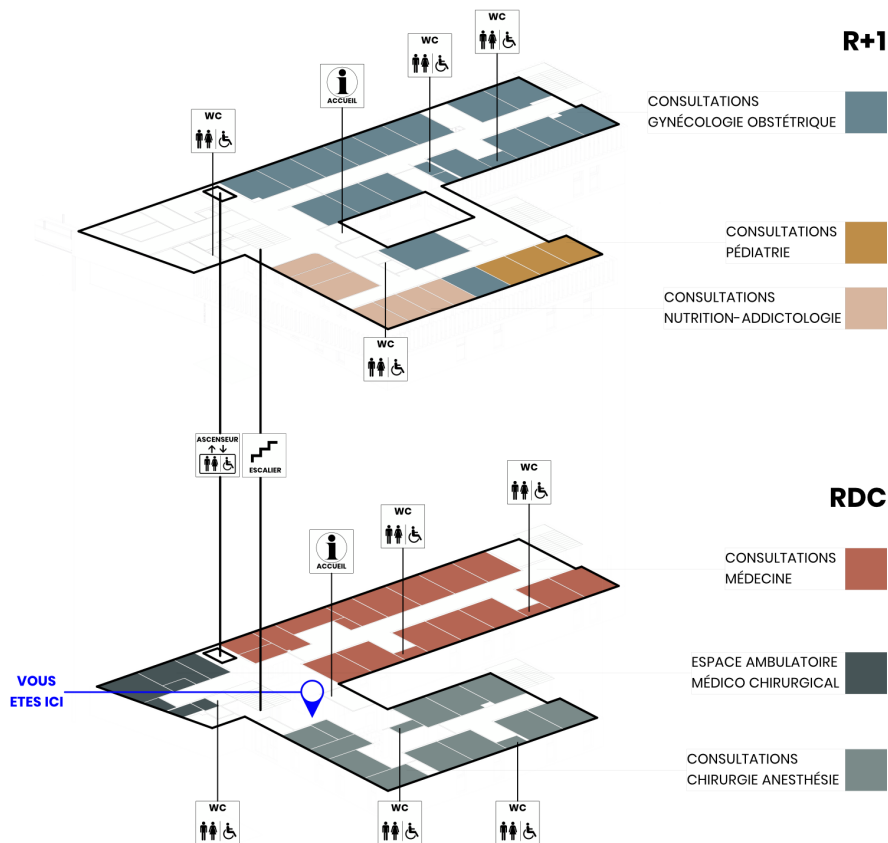 R+1
WC
WC
ACCUEIL
WC
CONSULTATIONS
GYNÉCOLOGIE OBSTÉTRIQUE
CONSULTATIONS
PÉDIATRIE
CONSULTATIONS
NUTRITION-ADDICTOLOGIE
WC
ASCENSEUR
ESCALIER
RDC
WC
WC
ACCUEIL
CONSULTATIONS
MÉDECINE
ESPACE AMBULATOIRE
MÉDICO CHIRURGICAL
VOUS
ETES ICI
CONSULTATIONS
CHIRURGIE ANESTHÉSIE
WC
WC
WC